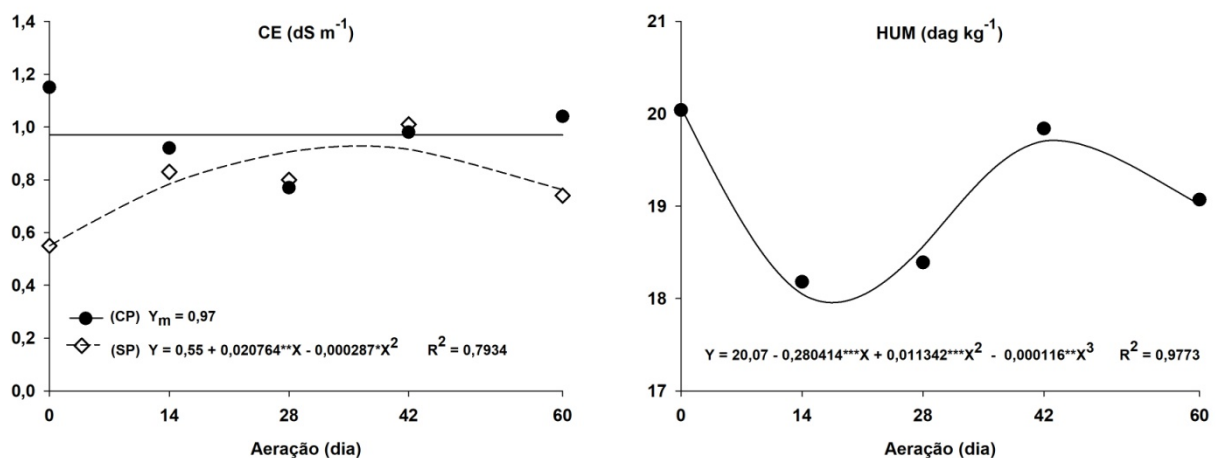 CE (dS m⁻¹)
1,4
1,2
1,0
0,8
0,6
0,4
0,2
0,0
(CP) Yₘ = 0,97
(SP) Y = 0,55 + 0,020764**X - 0,000287*X² R² = 0,7934
0 14 28 42 60
Aeração (dia)
HUM (dag kg⁻¹)
21
20
19
18
17
Y = 20,07 - 0,280414***X + 0,011342***X² - 0,000116**X³ R² = 0,9773
0 14 28 42 60
Aeração (dia)